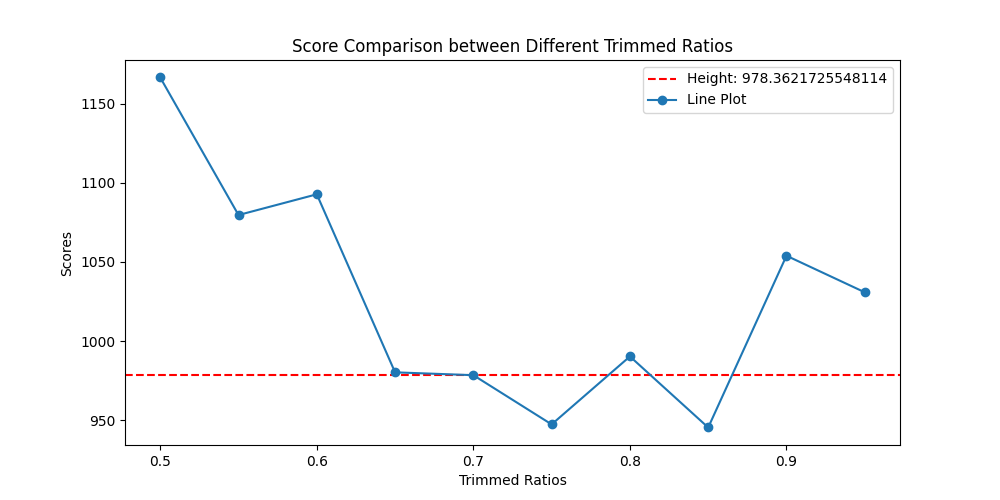 Score Comparison between Different Trimmed Ratios
Height: 978.3621725548114
Line Plot
1150
1100
1050
1000
950
Scores
0.5 0.6 0.7 0.8 0.9
Trimmed Ratios